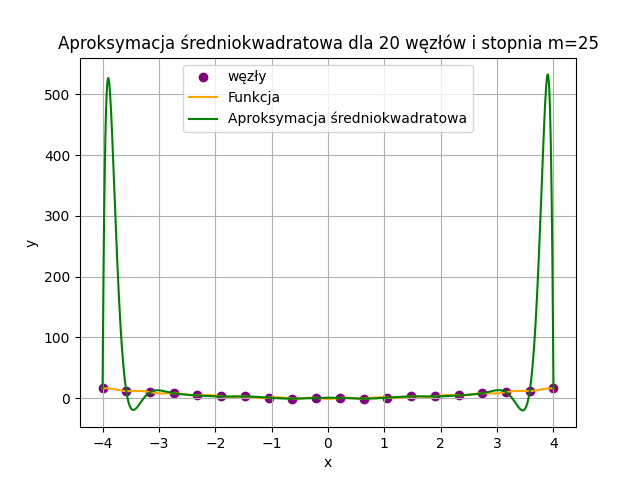 Aproksymacja średniokwadratowa dla 20 węzłów i stopnia m=25
węzły
Funkcja
Aproksymacja średniokwadratowa
500
400
300
200
100
0
y
−4 −3 −2 −1 0 1 2 3 4
x